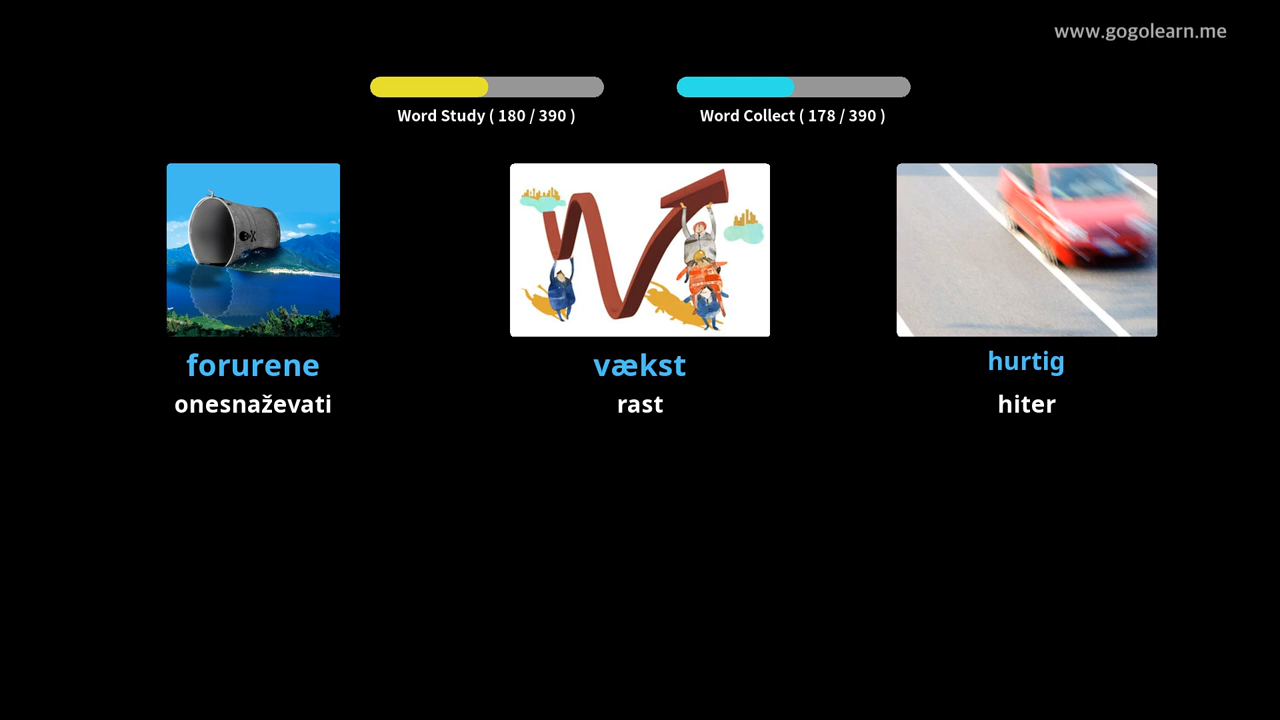 www.gogolearn.me
Word Study ( 180 / 390 )
Word Collect ( 178 / 390 )
forurene
vækst
hurtig
onesnaževati
rast
hiter